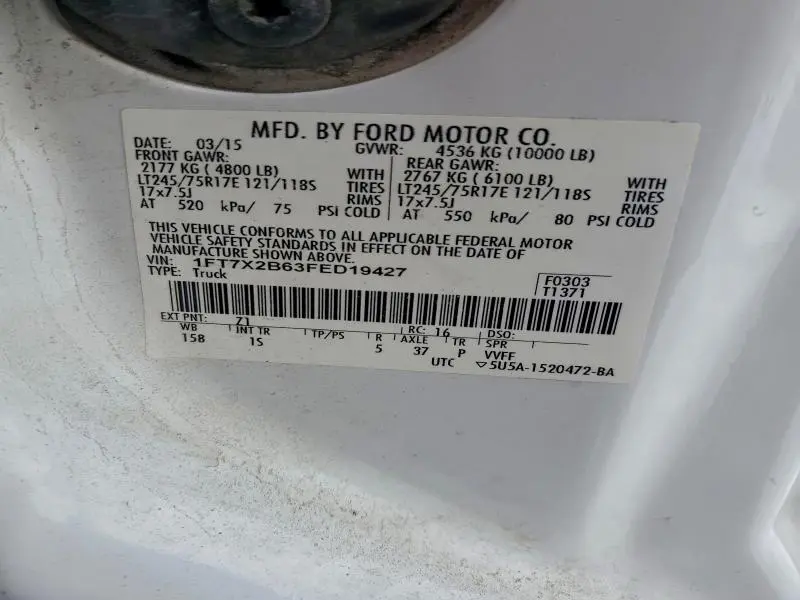 MFD. BY FORD MOTOR CO.
DATE: 03/15 GVWR: 4536 KG (10000 LB)
FRONT GAWR: REAR GAWR:
2177 KG ( 4800 LB) WITH 2767 KG ( 6100 LB) WITH
LT245/75R17E 121/118S TIRES LT245/75R17E 121/118S TIRES
17x7.5J RIMS 17x7.5J RIMS
AT 520 kPa/ 75 PSI COLD AT 550 kPa/ 80 PSI COLD
THIS VEHICLE CONFORMS TO ALL APPLICABLE FEDERAL MOTOR
VEHICLE SAFETY STANDARDS IN EFFECT ON THE DATE OF
MANUFACTURE SHOWN ABOVE.
VIN: 1FT7X2B63FED19427
TYPE: Truck
F0303
T1371
EXT PNT: Z1 RC: 16 DSO:
WB INT TR TP/PS R AXLE TR SPR
15B 1S 5 37 P VVFF
UTC ▽5U5A-1520472-BA